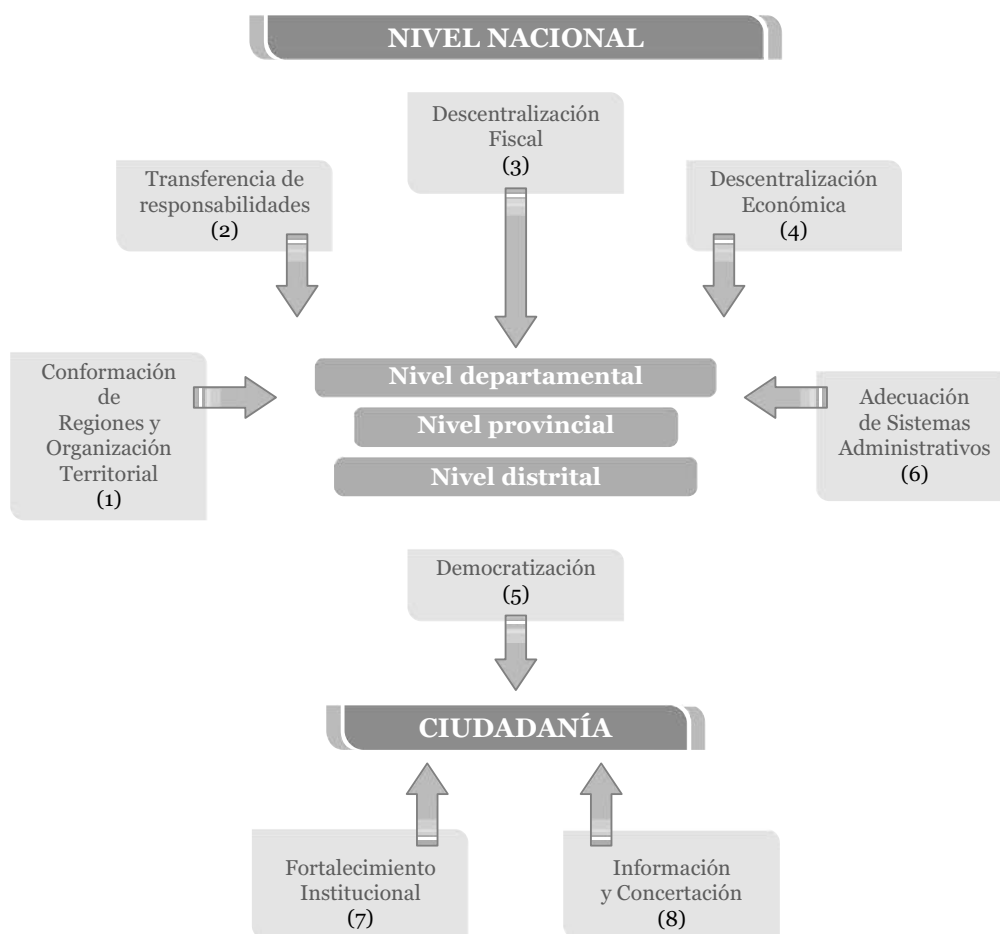 NIVEL NACIONAL
Descentralización
Fiscal
(3)
Transferencia de
responsabilidades
(2)
Descentralización
Económica
(4)
Conformación
de
Regiones y
Organización
Territorial
(1)
Nivel departamental
Nivel provincial
Nivel distrital
Adecuación
de Sistemas
Administrativos
(6)
Democratización
(5)
CIUDADANÍA
Fortalecimiento
Institucional
(7)
Información
y Concertación
(8)